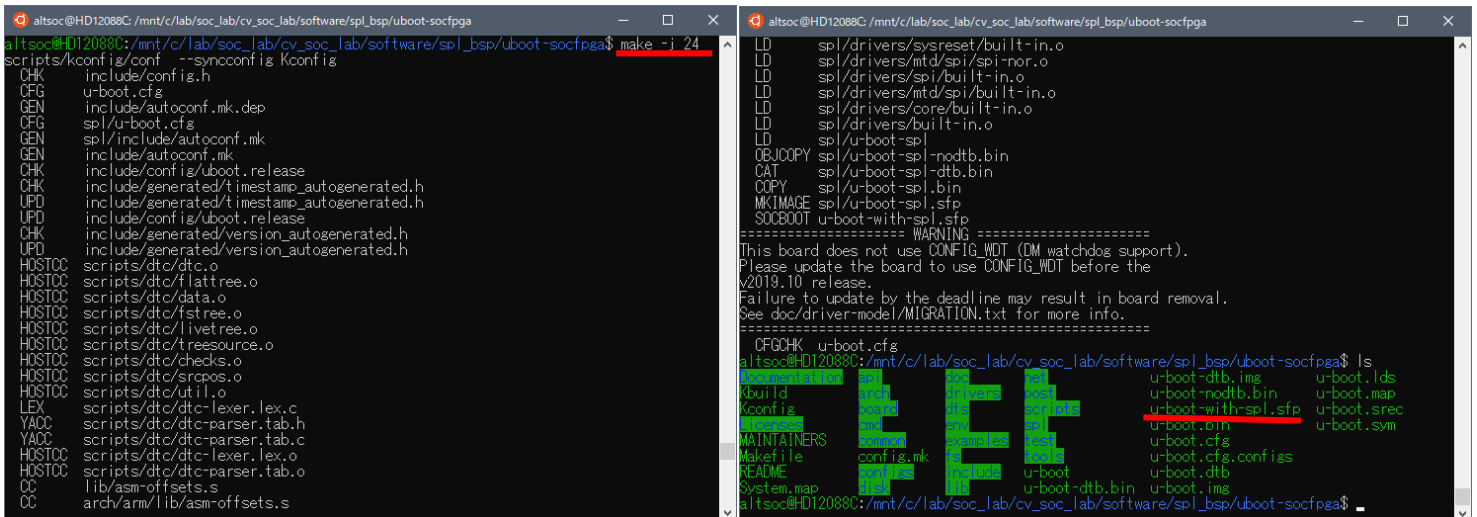 altsoc@HD12088C: /mnt/c/lab/soc_lab/cv_soc_lab/software/spl_bsp/uboot-socfpga
altsoc@HD12088C:/mnt/c/lab/soc_lab/cv_soc_lab/software/spl_bsp/uboot-socfpga$ make -j 24
scripts/kconfig/conf  --syncconfig Kconfig
  CHK     include/config.h
  CFG     u-boot.cfg
  GEN     include/autoconf.mk.dep
  CFG     spl/u-boot.cfg
  GEN     spl/include/autoconf.mk
  GEN     include/autoconf.mk
  CHK     include/config/uboot.release
  CHK     include/generated/timestamp_autogenerated.h
  UPD     include/generated/timestamp_autogenerated.h
  UPD     include/config/uboot.release
  CHK     include/generated/version_autogenerated.h
  UPD     include/generated/version_autogenerated.h
  HOSTCC  scripts/dtc/dtc.o
  HOSTCC  scripts/dtc/flattree.o
  HOSTCC  scripts/dtc/data.o
  HOSTCC  scripts/dtc/fstree.o
  HOSTCC  scripts/dtc/livetree.o
  HOSTCC  scripts/dtc/treesource.o
  HOSTCC  scripts/dtc/checks.o
  HOSTCC  scripts/dtc/srcpos.o
  HOSTCC  scripts/dtc/util.o
  LEX     scripts/dtc/dtc-lexer.lex.c
  YACC    scripts/dtc/dtc-parser.tab.h
  YACC    scripts/dtc/dtc-parser.tab.c
  HOSTCC  scripts/dtc/dtc-lexer.lex.o
  HOSTCC  scripts/dtc/dtc-parser.tab.o
  CC      lib/asm-offsets.s
  CC      arch/arm/lib/asm-offsets.s
altsoc@HD12088C: /mnt/c/lab/soc_lab/cv_soc_lab/software/spl_bsp/uboot-socfpga
  LD      spl/drivers/sysreset/built-in.o
  LD      spl/drivers/mtd/spi/spi-nor.o
  LD      spl/drivers/spi/built-in.o
  LD      spl/drivers/mtd/spi/built-in.o
  LD      spl/drivers/core/built-in.o
  LD      spl/drivers/built-in.o
  LD      spl/u-boot-spl
  OBJCOPY spl/u-boot-spl-nodtb.bin
  CAT     spl/u-boot-spl-dtb.bin
  COPY    spl/u-boot-spl.bin
  MKIMAGE spl/u-boot-spl.sfp
  SOCBOOT u-boot-with-spl.sfp
===================== WARNING ======================
This board does not use CONFIG_WDT (DM watchdog support).
Please update the board to use CONFIG_WDT before the
v2019.10 release.
Failure to update by the deadline may result in board removal.
See doc/driver-model/MIGRATION.txt for more info.
====================================================
  CFGCHK  u-boot.cfg
altsoc@HD12088C:/mnt/c/lab/soc_lab/cv_soc_lab/software/spl_bsp/uboot-socfpga$ ls
Documentation  api        doc       net             u-boot-dtb.img       u-boot.lds
Kbuild         arch       drivers   post            u-boot-nodtb.bin     u-boot.map
Kconfig        board      dts       scripts         u-boot-with-spl.sfp  u-boot.srec
Licenses       cmd        env       spl             u-boot.bin           u-boot.sym
MAINTAINERS    common     examples  test            u-boot.cfg
Makefile       config.mk  fs        tools           u-boot.cfg.configs
README         configs    include   u-boot          u-boot.dtb
System.map     disk       lib       u-boot-dtb.bin  u-boot.img
altsoc@HD12088C:/mnt/c/lab/soc_lab/cv_soc_lab/software/spl_bsp/uboot-socfpga$